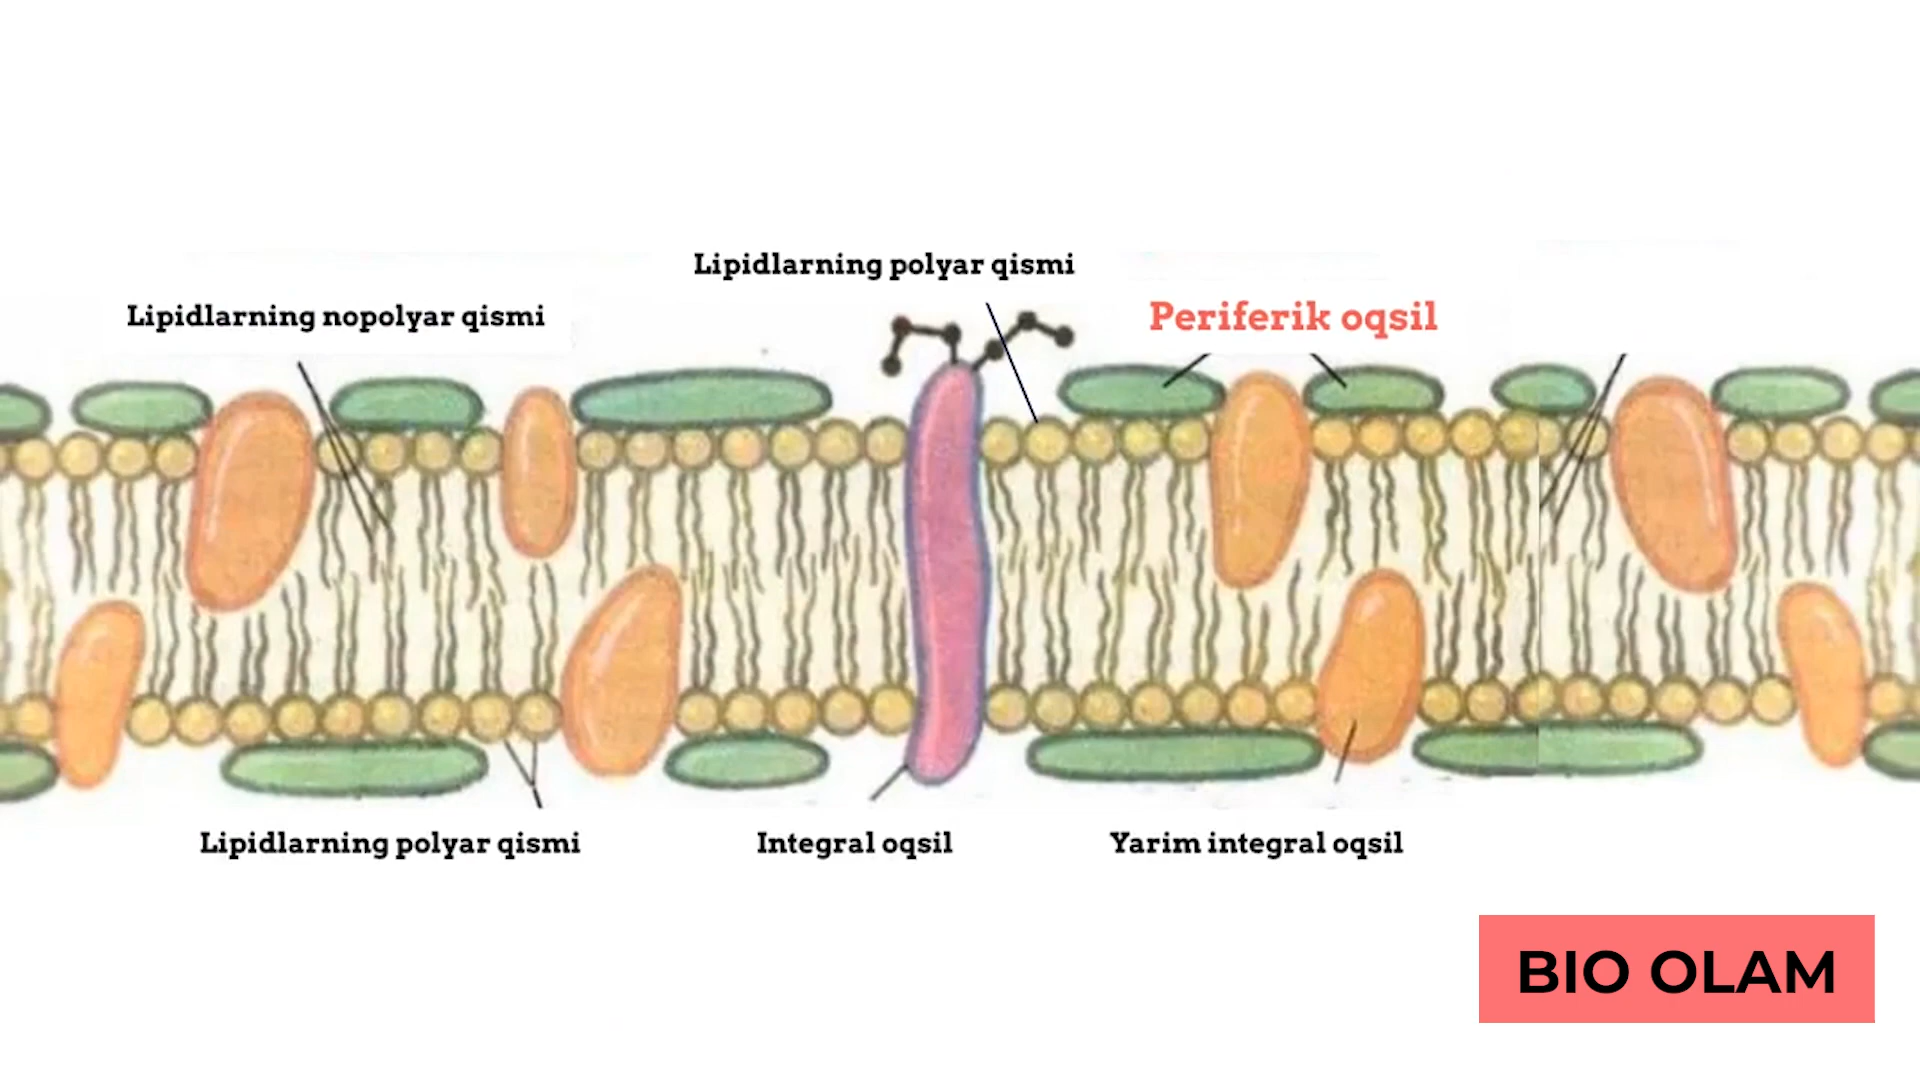 Lipidlarning polyar qismi
Lipidlarning nopolyar qismi
Periferik oqsil
Lipidlarning polyar qismi
Integral oqsil
Yarim integral oqsil
BIO OLAM